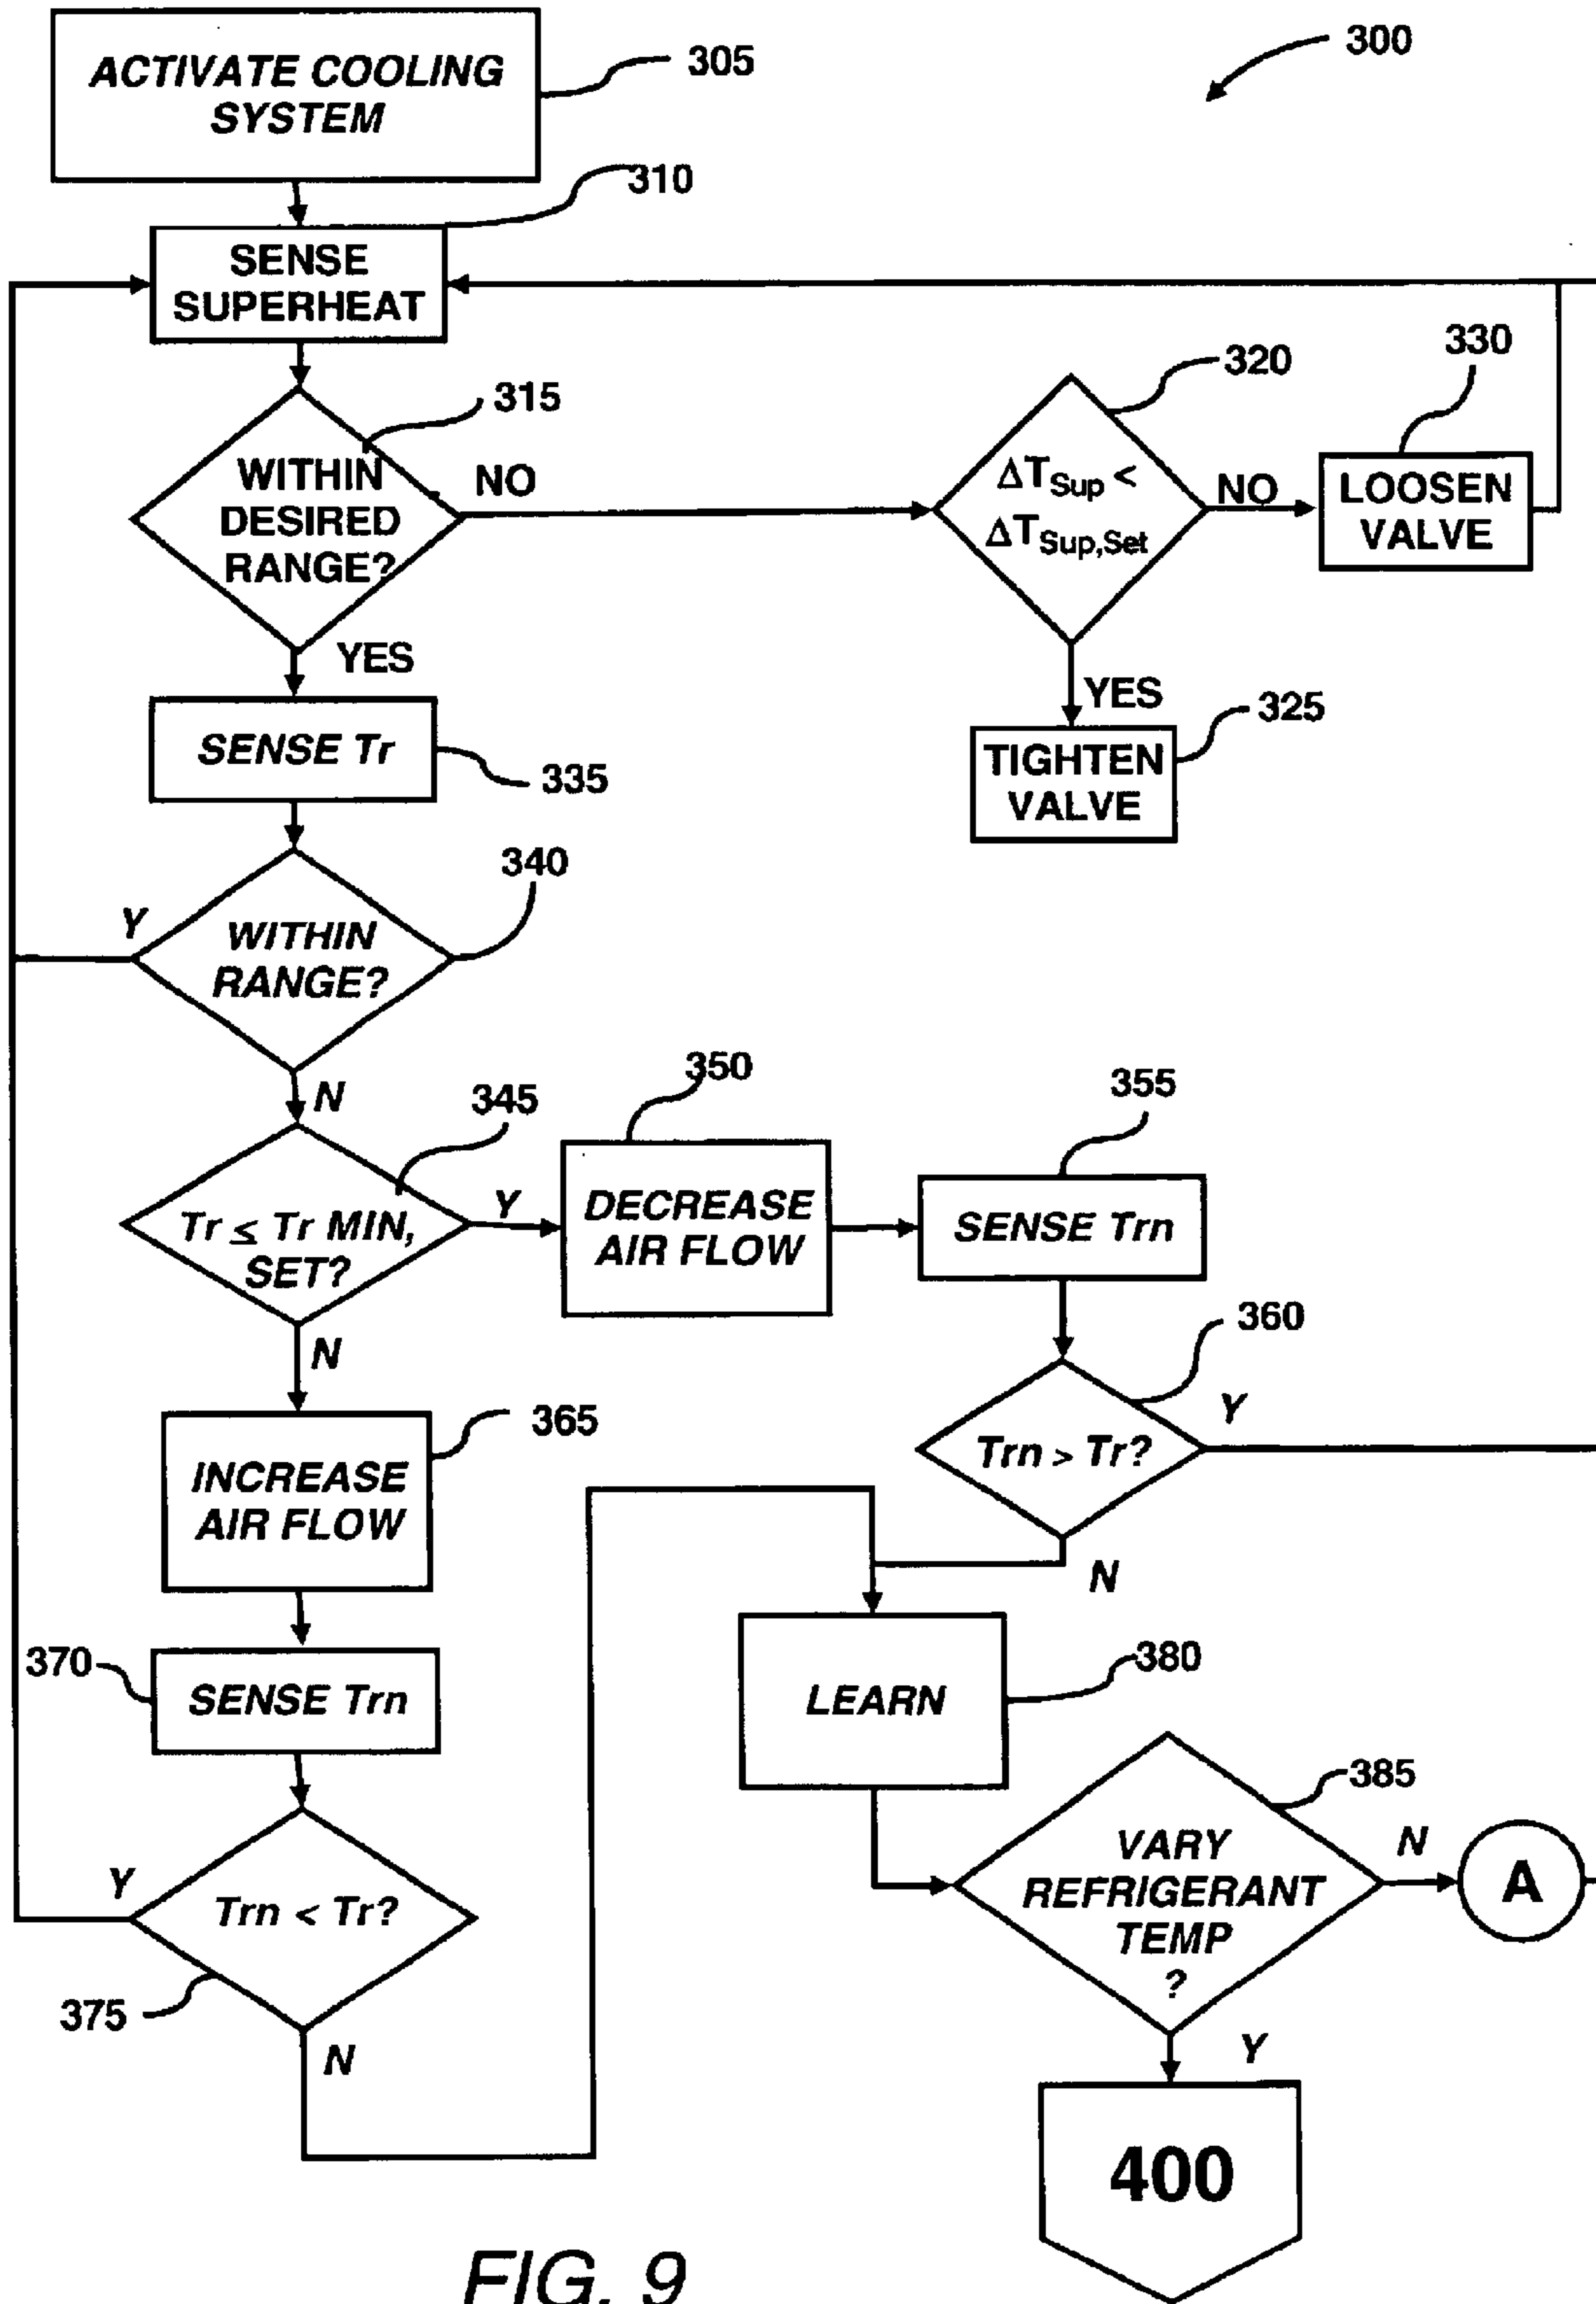 300
ACTIVATE COOLING
SYSTEM
305
310
SENSE
SUPERHEAT
315
WITHIN
DESIRED
RANGE?
NO
320
ΔTSup <
ΔTSup,Set
NO
330
LOOSEN
VALVE
YES
YES
325
TIGHTEN
VALVE
SENSE Tr
335
340
Y
WITHIN
RANGE?
N
345
Tr ≤ Tr MIN,
SET?
Y
350
DECREASE
AIR FLOW
355
SENSE Trn
360
Trn > Tr?
Y
N
N
365
INCREASE
AIR FLOW
370
SENSE Trn
Y
Trn < Tr?
375
N
LEARN
380
385
VARY
REFRIGERANT
TEMP
?
N
A
Y
400
FIG. 9